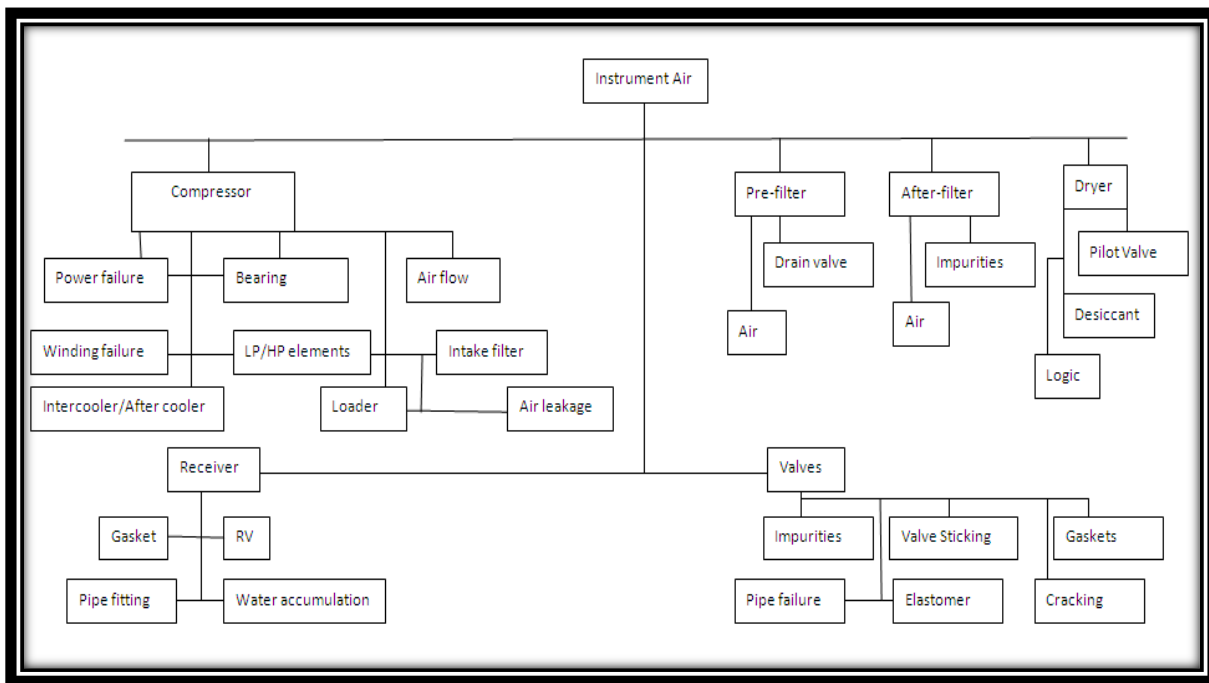 Instrument Air
Compressor
Pre-filter
After-filter
Dryer
Power failure
Bearing
Air flow
Drain valve
Impurities
Pilot Valve
Air
Air
Desiccant
Winding failure
LP/HP elements
Intake filter
Logic
Intercooler/After cooler
Loader
Air leakage
Receiver
Valves
Gasket
RV
Impurities
Valve Sticking
Gaskets
Pipe fitting
Water accumulation
Pipe failure
Elastomer
Cracking